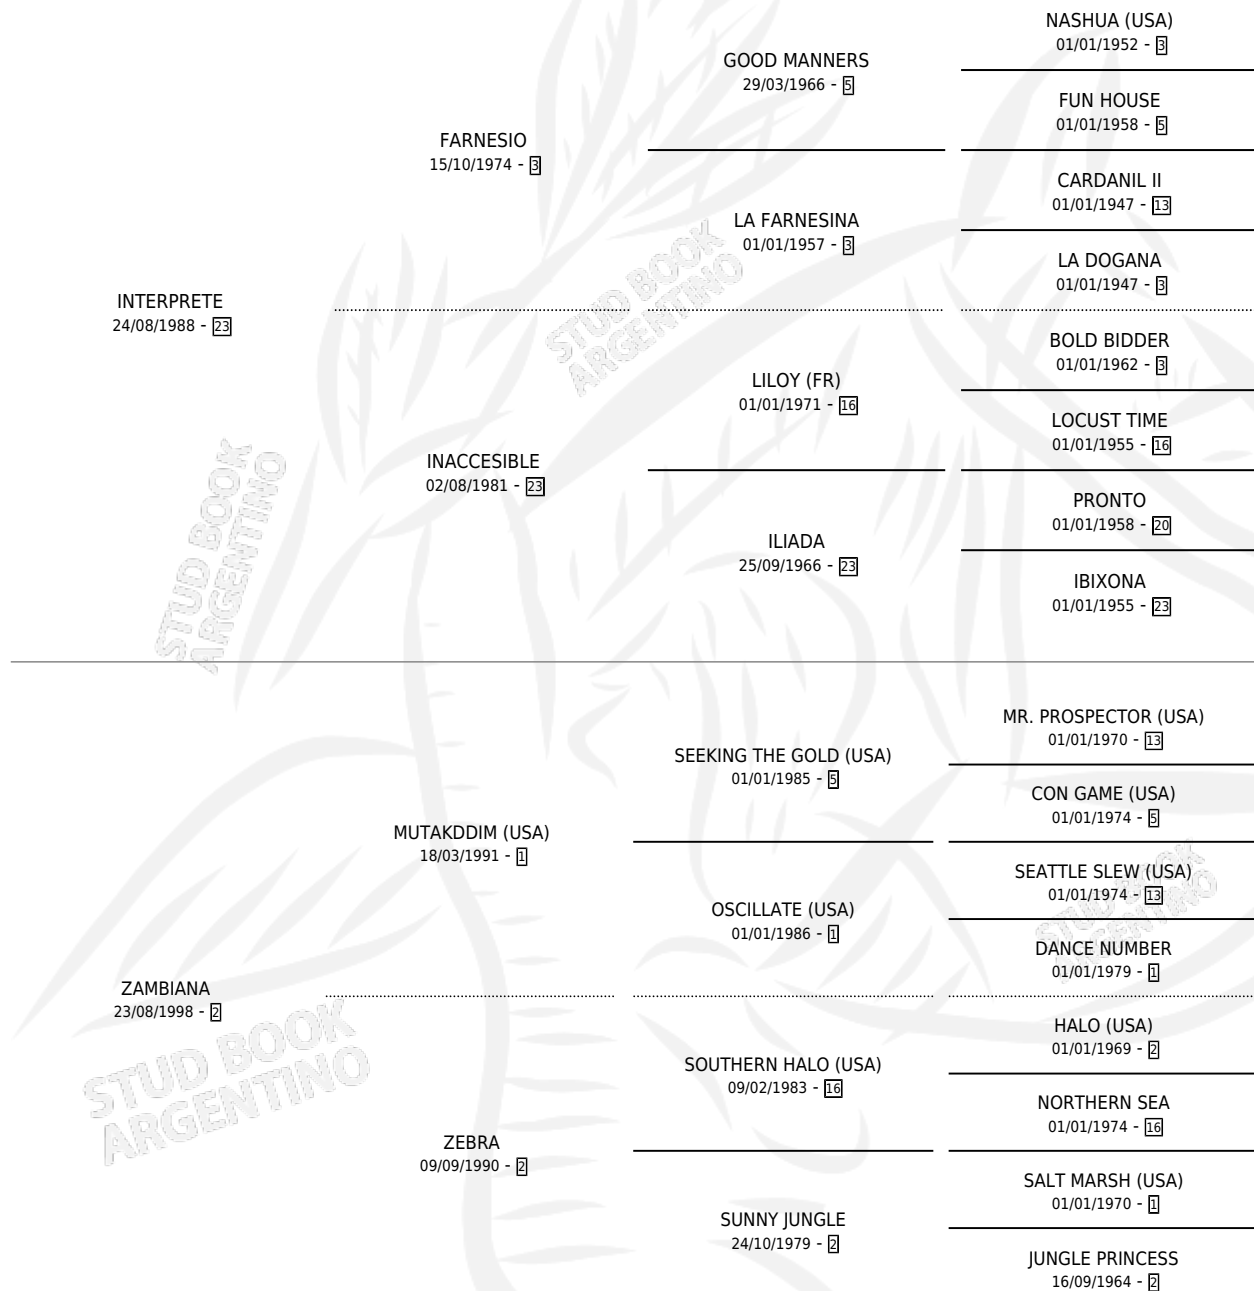 NASHUA (USA)
01/01/1952 - 3
GOOD MANNERS
29/03/1966 - 5
FUN HOUSE
01/01/1958 - 5
FARNESIO
15/10/1974 - 3
CARDANIL II
01/01/1947 - 13
LA FARNESINA
01/01/1957 - 3
LA DOGANA
01/01/1947 - 3
INTERPRETE
24/08/1988 - 23
STUD BOOK
ARGENTINO
BOLD BIDDER
01/01/1962 - 3
LILOY (FR)
01/01/1971 - 16
LOCUST TIME
01/01/1955 - 16
INACCESIBLE
02/08/1981 - 23
PRONTO
01/01/1958 - 20
ILIADA
25/09/1966 - 23
IBIXONA
01/01/1955 - 23
STUD BOOK
ARGENTINO
MR. PROSPECTOR (USA)
01/01/1970 - 13
SEEKING THE GOLD (USA)
01/01/1985 - 5
CON GAME (USA)
01/01/1974 - 5
MUTAKDDIM (USA)
18/03/1991 - 1
SEATTLE SLEW (USA)
01/01/1974 - 13
OSCILLATE (USA)
01/01/1986 - 1
DANCE NUMBER
01/01/1979 - 1
STUD BOOK
ARGENTINO
ZAMBIANA
23/08/1998 - 2
HALO (USA)
01/01/1969 - 2
SOUTHERN HALO (USA)
09/02/1983 - 16
NORTHERN SEA
01/01/1974 - 16
STUD BOOK
ARGENTINO
ZEBRA
09/09/1990 - 2
SALT MARSH (USA)
01/01/1970 - 1
SUNNY JUNGLE
24/10/1979 - 2
JUNGLE PRINCESS
16/09/1964 - 2